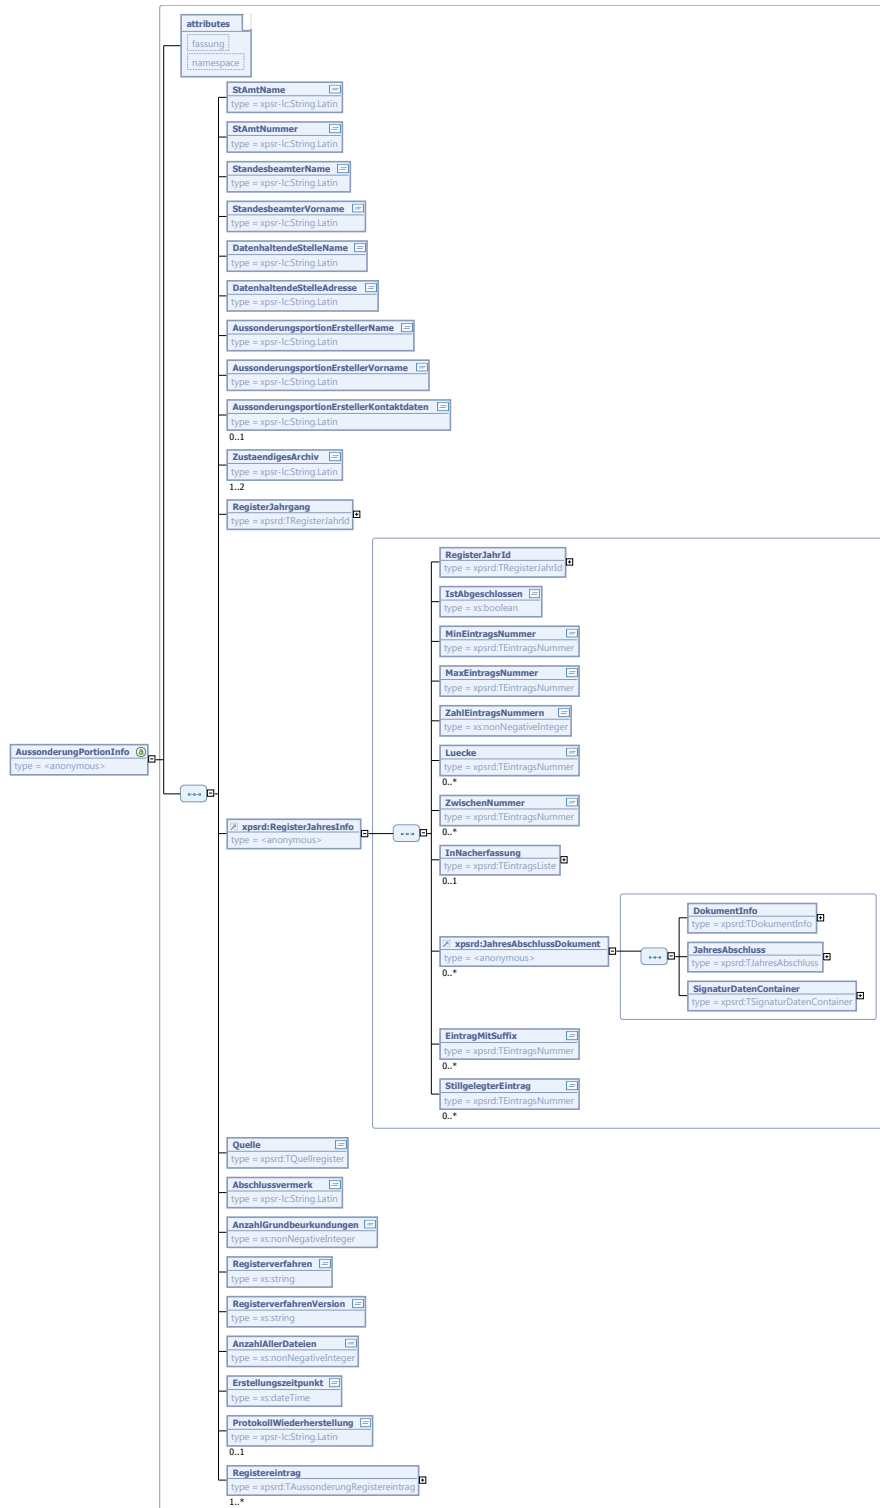 attributes
fassung
namespace
StAmtName
type = xpsr-lc:String.Latin
StAmtNummer
type = xpsr-lc:String.Latin
StandesbeamterName
type = xpsr-lc:String.Latin
StandesbeamterVorname
type = xpsr-lc:String.Latin
DatenhaltendeStelleName
type = xpsr-lc:String.Latin
DatenhaltendeStelleAdresse
type = xpsr-lc:String.Latin
AussonderungsportionErstellerName
type = xpsr-lc:String.Latin
AussonderungsportionErstellerVorname
type = xpsr-lc:String.Latin
AussonderungsportionErstellerKontaktdaten
type = xpsr-lc:String.Latin
0..1
ZustaendigesArchiv
type = xpsr-lc:String.Latin
1..2
RegisterJahrgang
type = xpsrd:TRegisterJahrId
RegisterJahrId
type = xpsrd:TRegisterJahrId
IstAbgeschlossen
type = xs:boolean
MinEintragsNummer
type = xpsrd:TEintragsNummer
MaxEintragsNummer
type = xpsrd:TEintragsNummer
ZahlEintragsNummern
type = xs:nonNegativeInteger
AussonderungPortionInfo
type = <anonymous>
Luecke
type = xpsrd:TEintragsNummer
0..*
ZwischenNummer
type = xpsrd:TEintragsNummer
0..*
xpsrd:RegisterJahresInfo
type = <anonymous>
InNacherfassung
type = xpsrd:TEintragsListe
0..1
xpsrd:JahresAbschlussDokument
type = <anonymous>
0..*
DokumentInfo
type = xpsrd:TDokumentInfo
JahresAbschluss
type = xpsrd:TJahresAbschluss
SignaturDatenContainer
type = xpsrd:TSignaturDatenContainer
EintragMitSuffix
type = xpsrd:TEintragsNummer
0..*
StillgelegterEintrag
type = xpsrd:TEintragsNummer
0..*
Quelle
type = xpsrd:TQuellregister
Abschlussvermerk
type = xpsr-lc:String.Latin
AnzahlGrundbeurkundungen
type = xs:nonNegativeInteger
Registerverfahren
type = xs:string
RegisterverfahrenVersion
type = xs:string
AnzahlAllerDateien
type = xs:nonNegativeInteger
Erstellungszeitpunkt
type = xs:dateTime
ProtokollWiederherstellung
type = xpsr-lc:String.Latin
0..1
Registereintrag
type = xpsrd:TAussonderungRegistereintrag
1..*